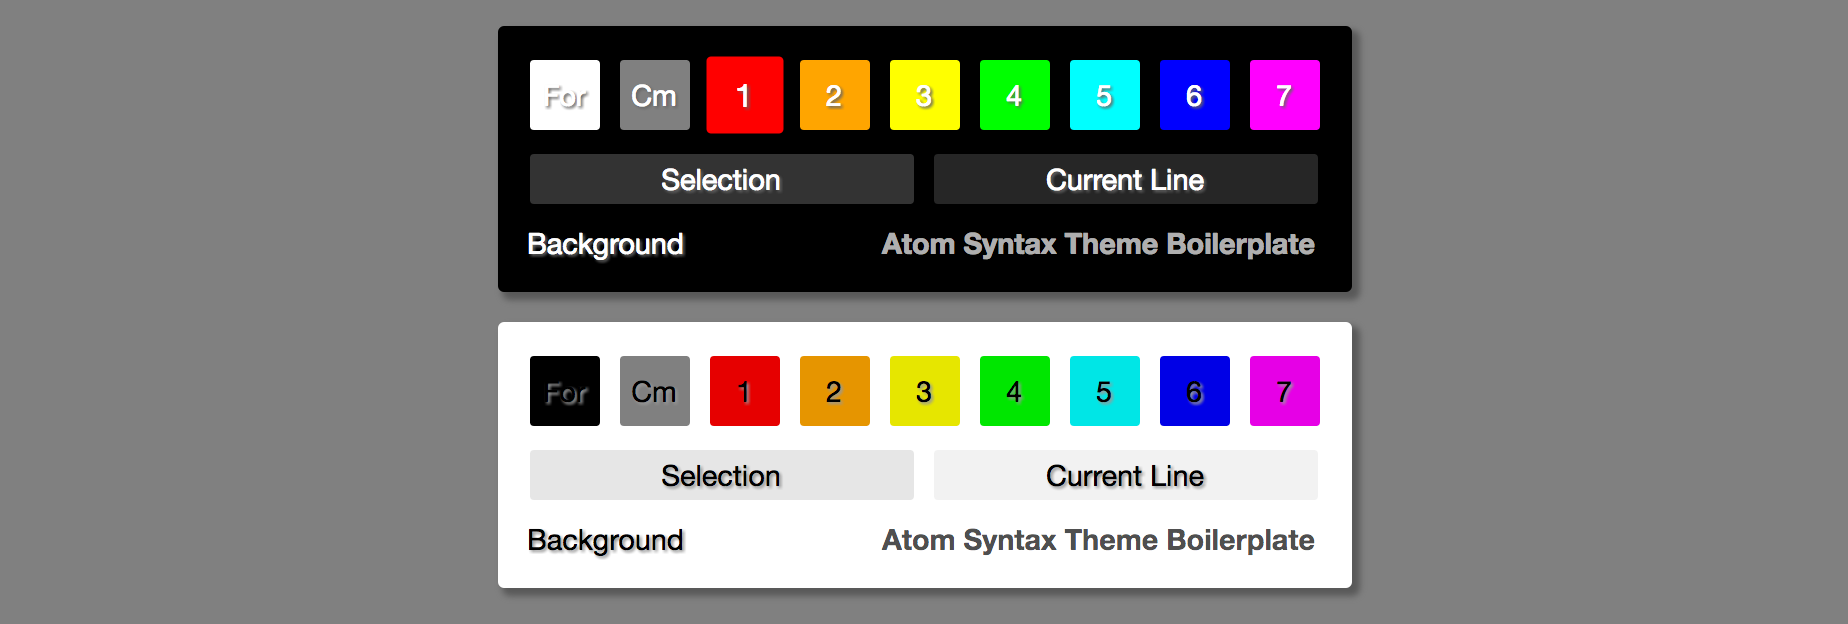 For Cm 1 2 3 4 5 6 7
Selection Current Line
Background Atom Syntax Theme Boilerplate
For Cm 1 2 3 4 5 6 7
Selection Current Line
Background Atom Syntax Theme Boilerplate